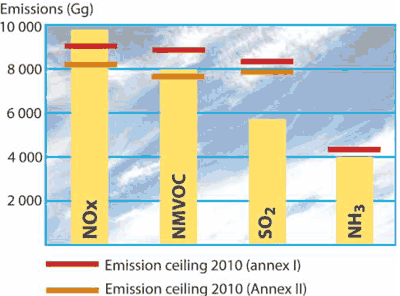 Emissions (Gg)
10 000
8 000
6 000
4 000
2 000
NOx
NMVOC
SO2
NH3
Emission ceiling 2010 (annex I)
Emission ceiling 2010 (Annex II)